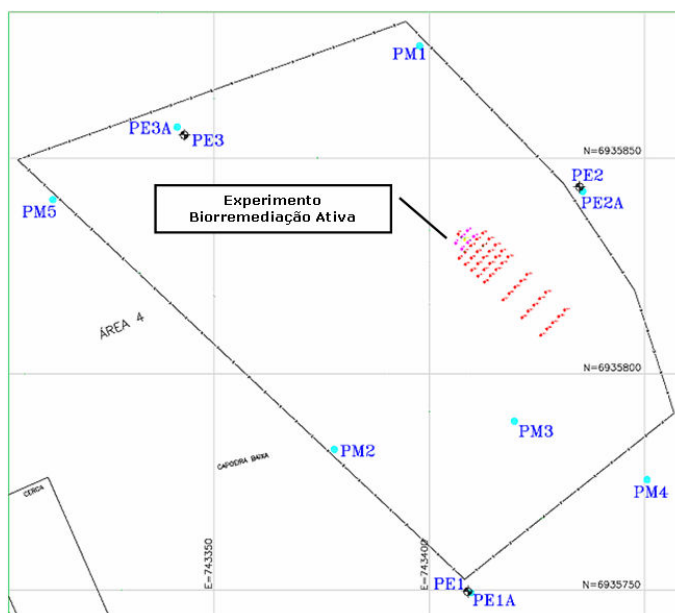 PM1
PE3A
PE3
N=6935850
PE2
PE2A
Experimento
Biorremediação Ativa
PM5
ÁREA 4
N=6935800
PM3
PM2
CAPOEIRA BAIXA
PM4
CERCA
E=743350
E=743400
PE1
PE1A
N=6935750